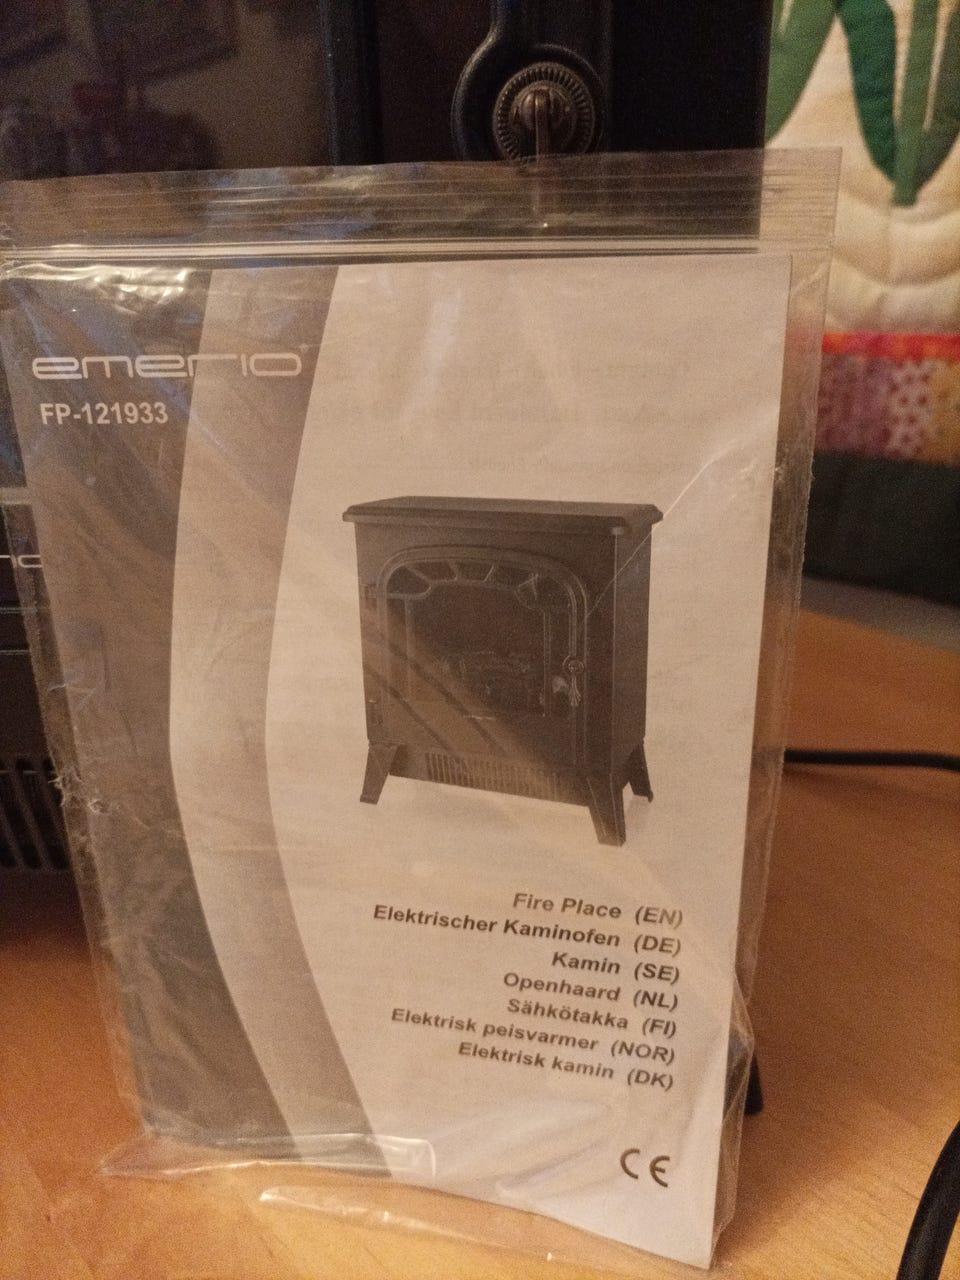 emerio
FP-121933
Fire Place (EN)
Elektrischer Kaminofen (DE)
Kamin (SE)
Openhaard (NL)
Sähkötakka (FI)
Elektrisk peisvarmer (NOR)
Elektrisk kamin (DK)
CE